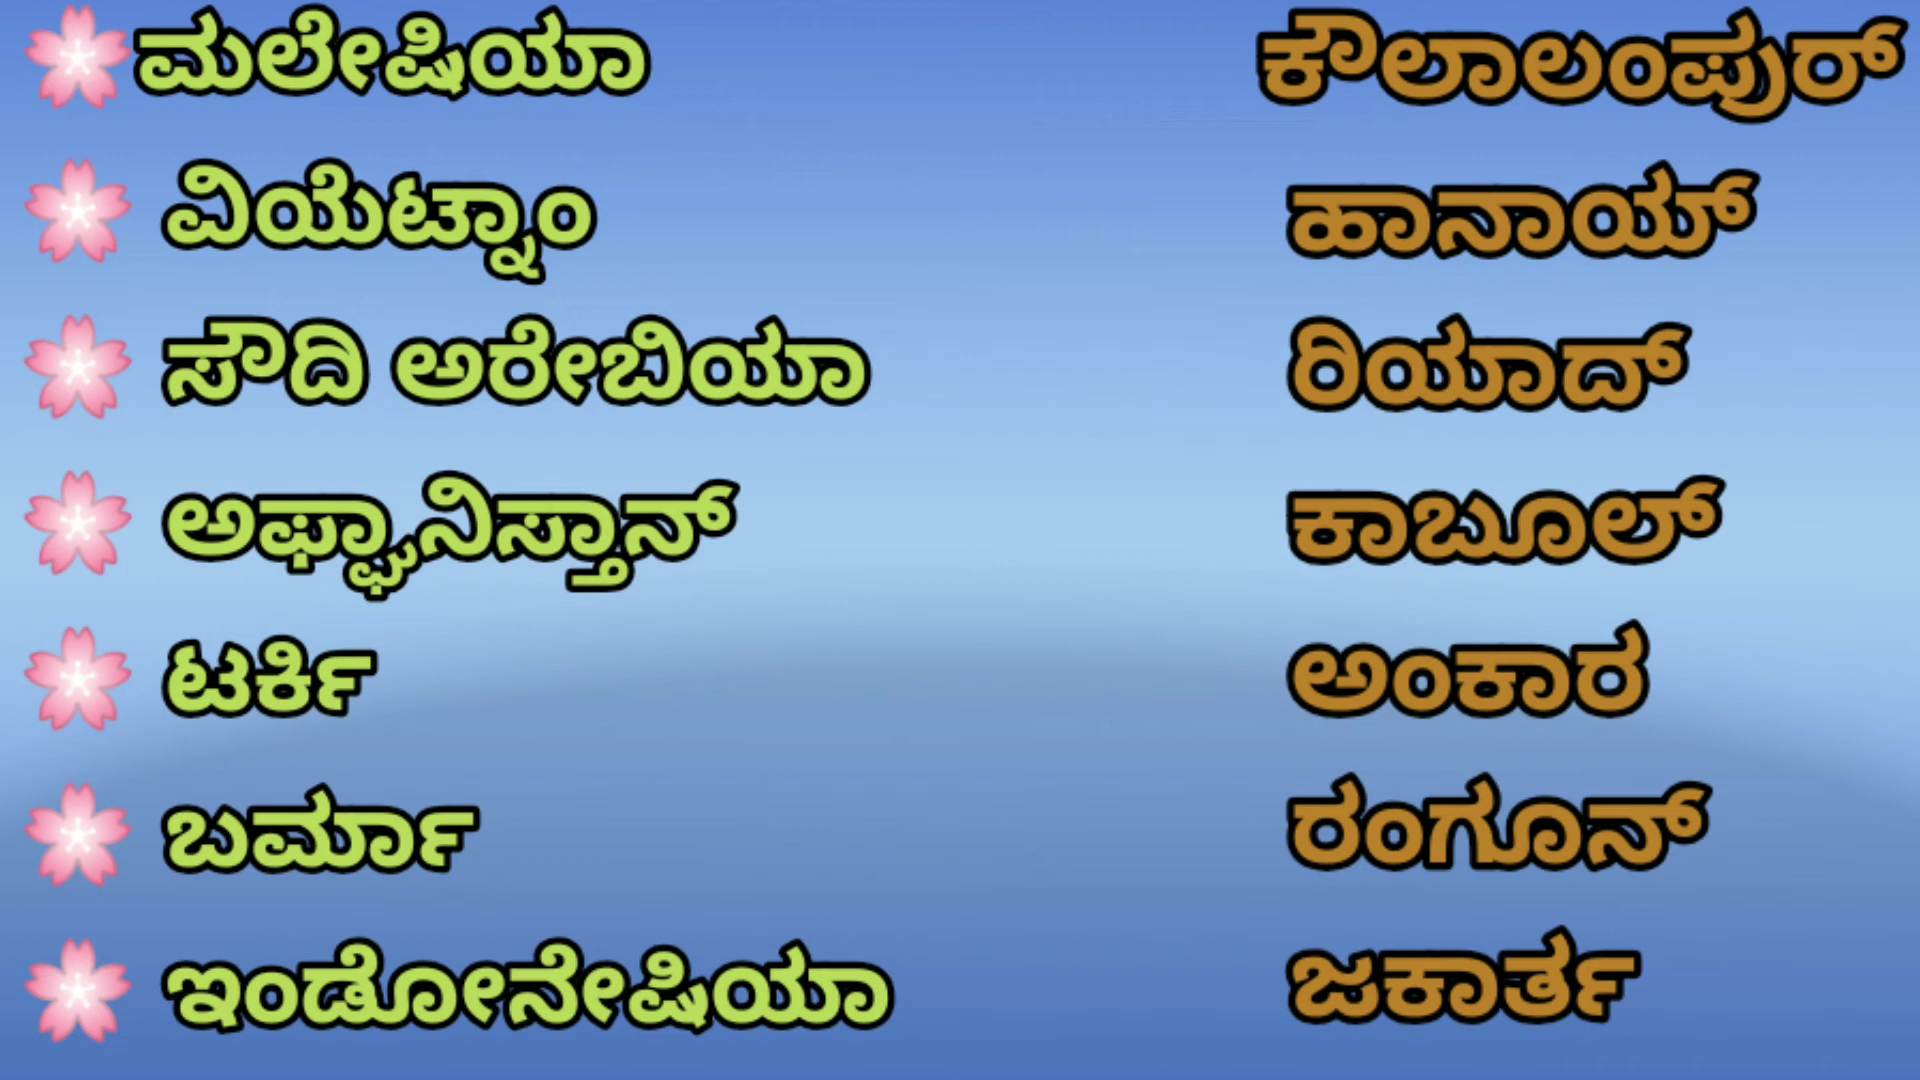 ಮಲೇಷಿಯಾ ಕೌಲಾಲಂಪುರ್
ವಿಯೆಟ್ನಾಂ ಹಾನಾಯ್
ಸೌದಿ ಅರೇಬಿಯಾ ರಿಯಾದ್
ಅಫ್ಘಾನಿಸ್ತಾನ್ ಕಾಬೂಲ್
ಟರ್ಕಿ ಅಂಕಾರ
ಬರ್ಮಾ ರಂಗೂನ್
ಇಂಡೋನೇಷಿಯಾ ಜಕಾರ್ತ